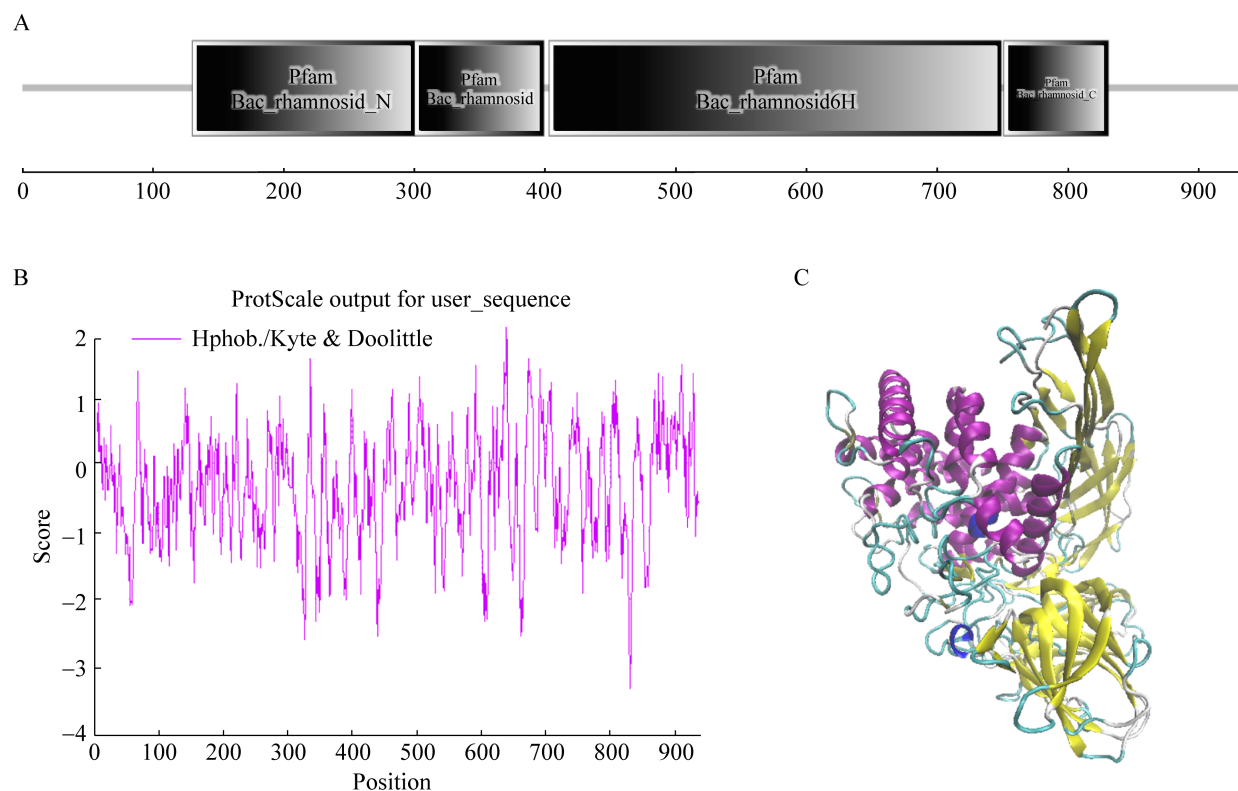 A
Pfam
Bac_rhamnosid_N
Pfam
Bac_rhamnosid
Pfam
Bac_rhamnosid6H
Pfam
Bac_rhamnosid_C
0 100 200 300 400 500 600 700 800 900
B
ProtScale output for user_sequence
Hphob./Kyte & Doolittle
2
1
0
−1
−2
−3
−4
Score
0 100 200 300 400 500 600 700 800 900
Position
C